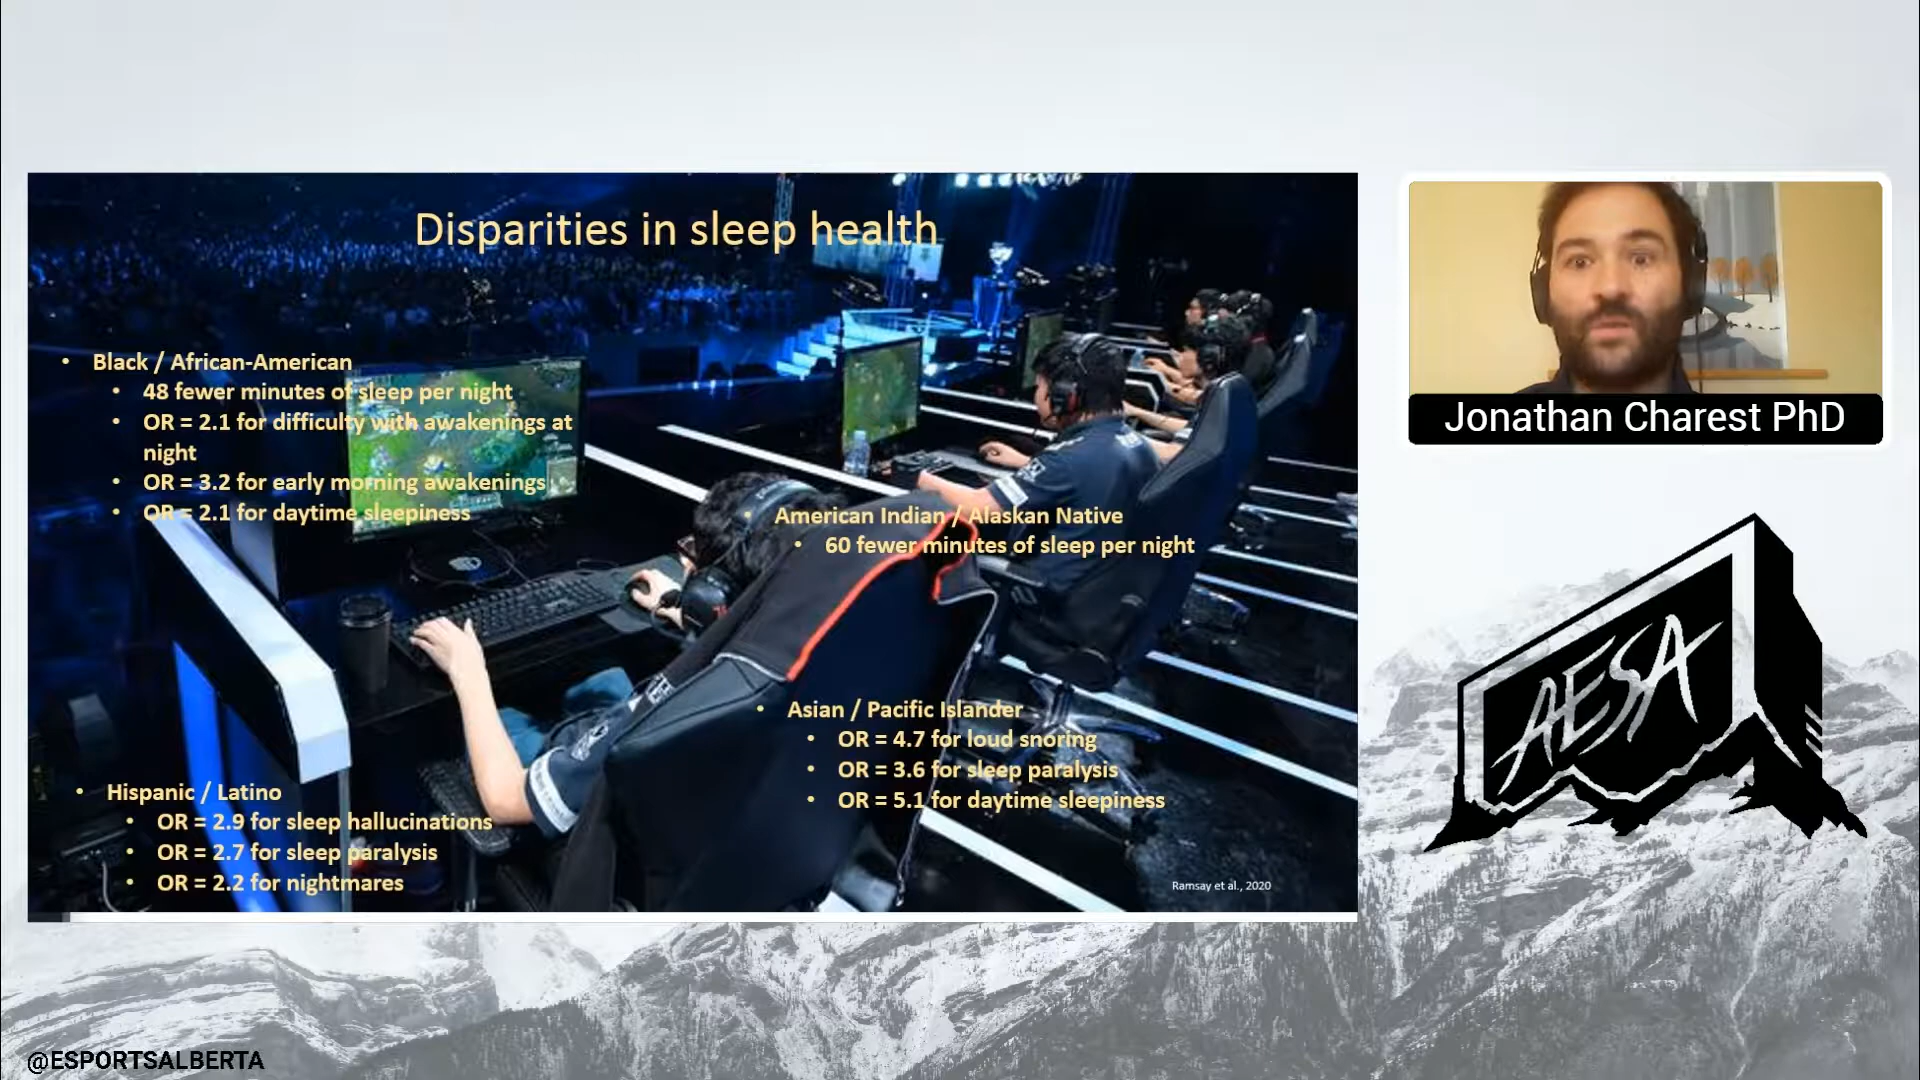 Disparities in sleep health
• Black / African-American
• 48 fewer minutes of sleep per night
• OR = 2.1 for difficulty with awakenings at
night
• OR = 3.2 for early morning awakenings
• OR = 2.1 for daytime sleepiness
• American Indian / Alaskan Native
• 60 fewer minutes of sleep per night
• Asian / Pacific Islander
• OR = 4.7 for loud snoring
• OR = 3.6 for sleep paralysis
• OR = 5.1 for daytime sleepiness
• Hispanic / Latino
• OR = 2.9 for sleep hallucinations
• OR = 2.7 for sleep paralysis
• OR = 2.2 for nightmares
Ramsay et al., 2020
Jonathan Charest PhD
AESA
@ESPORTSALBERTA